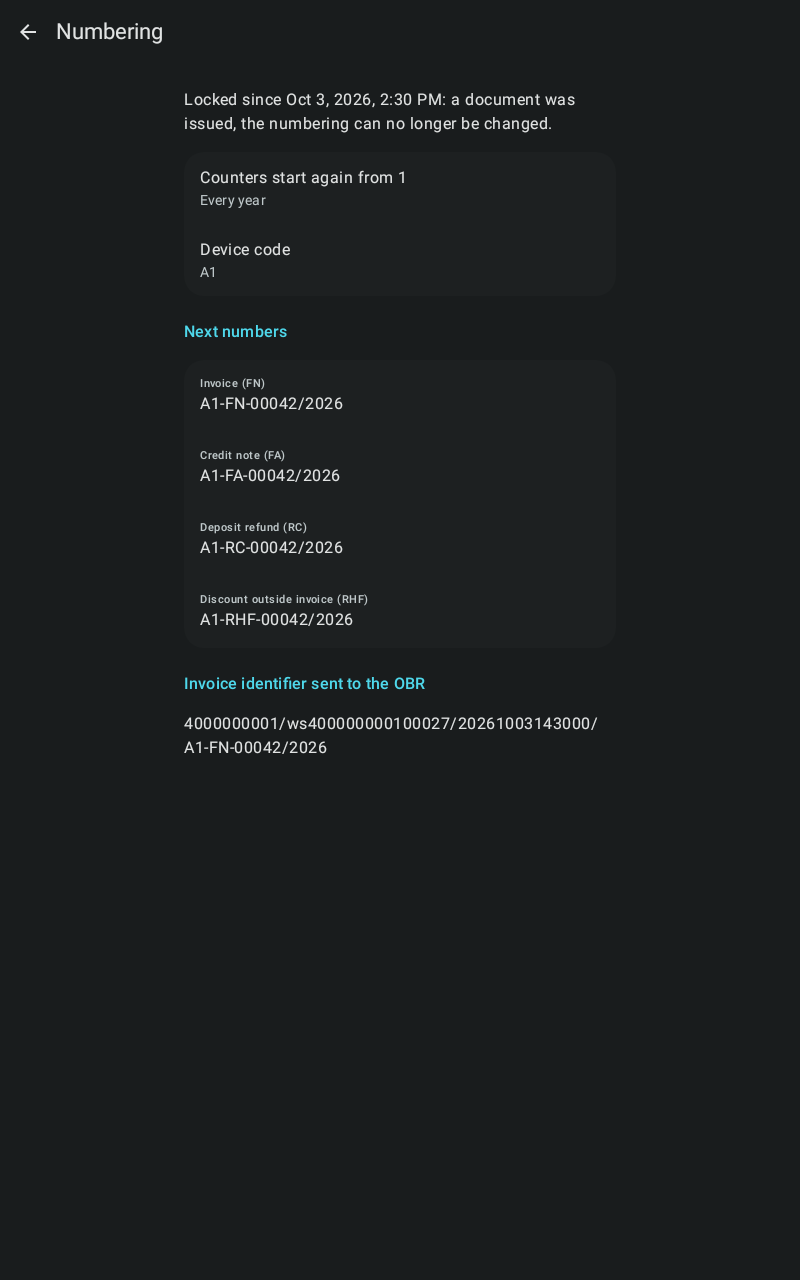 Numbering
Locked since Oct 3, 2026, 2:30 PM: a document was
issued, the numbering can no longer be changed.
Counters start again from 1
Every year
Device code
A1
Next numbers
Invoice (FN)
A1-FN-00042/2026
Credit note (FA)
A1-FA-00042/2026
Deposit refund (RC)
A1-RC-00042/2026
Discount outside invoice (RHF)
A1-RHF-00042/2026
Invoice identifier sent to the OBR
4000000001/ws400000000100027/20261003143000/
A1-FN-00042/2026